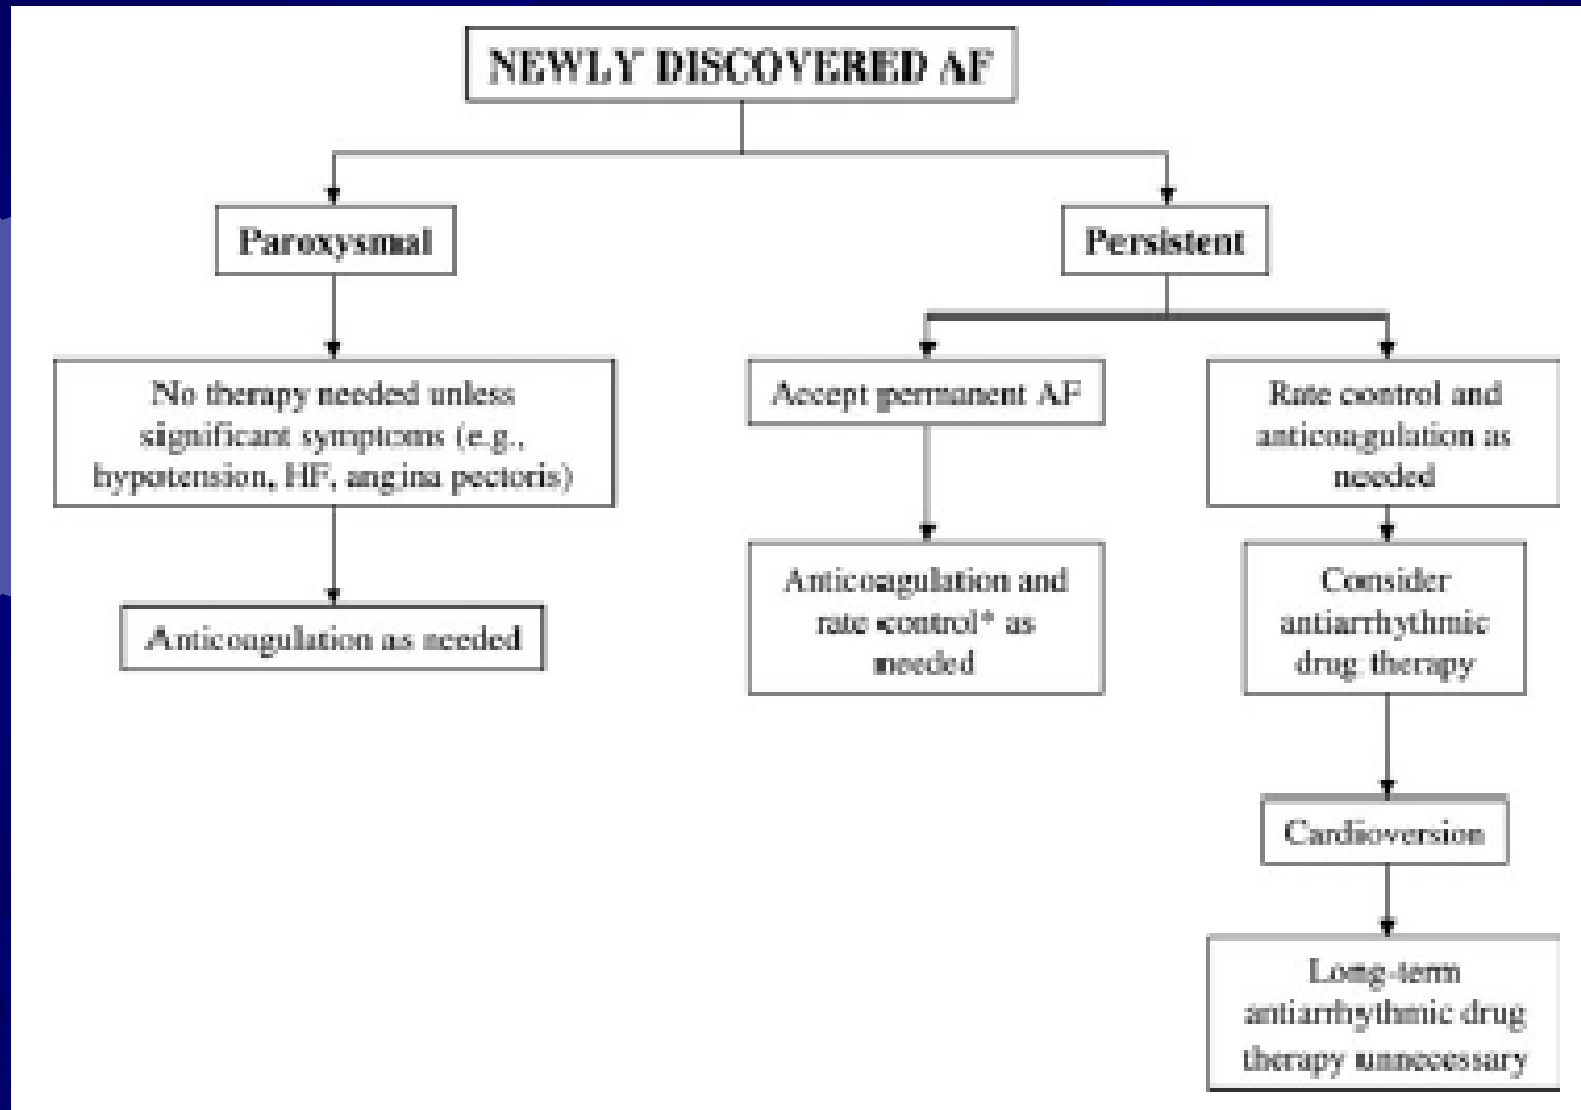 NEWLY DISCOVERED AF
Paroxysmal
Persistent
No therapy needed unless
significant symptoms (e.g.,
hypotension, HF, angina pectoris)
Anticoagulation as needed
Accept permanent AF
Anticoagulation and
rate control* as
needed
Rate control and
anticoagulation as
needed
Consider
antiarrhythmic
drug therapy
Cardioversion
Long-term
antiarrhythmic drug
therapy unnecessary